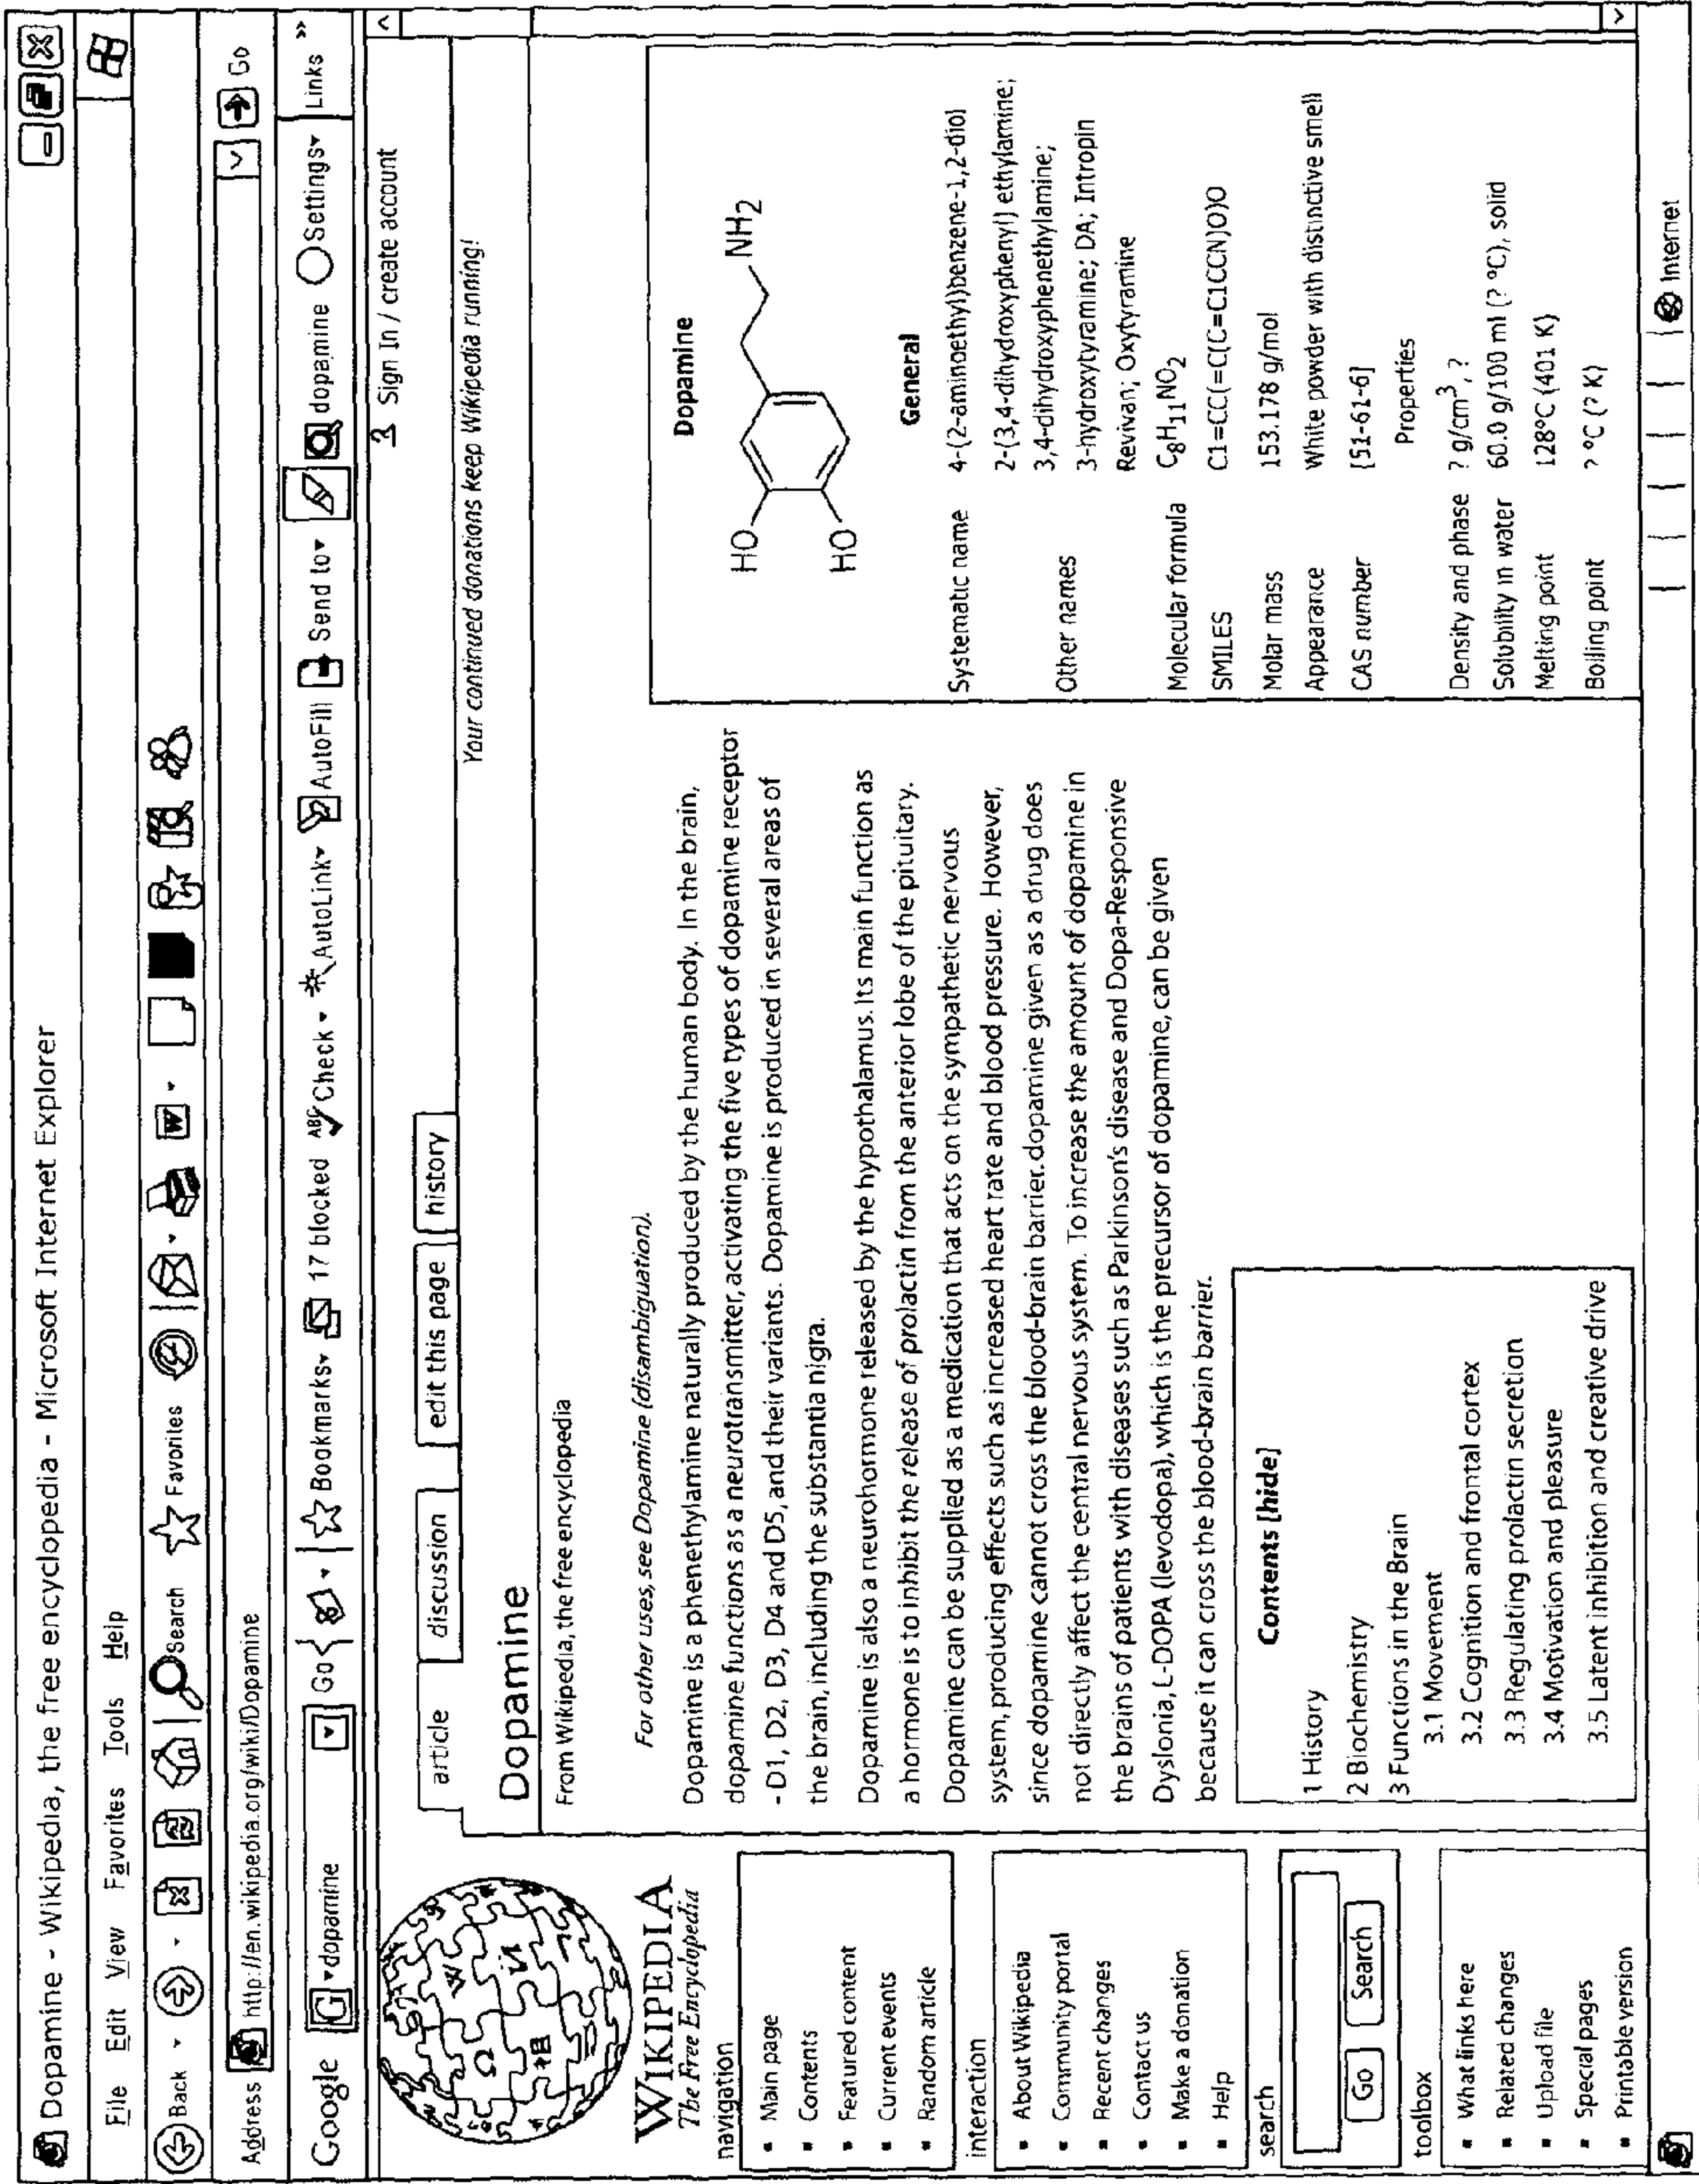 Dopamine - Wikipedia, the free encyclopedia - Microsoft Internet Explorer
File Edit View Favorites Tools Help
Back Search Favorites W
Address http://en.wikipedia.org/wiki/Dopamine Go
Google G dopamine Go Bookmarks 17 blocked ABC Check AutoLink AutoFill Send to dopamine Settings Links »
Sign In / create account
article discussion edit this page history
Your continued donations keep Wikipedia running!
WIKIPEDIA
The Free Encyclopedia
navigation
Main page
Contents
Featured content
Current events
Random article
interaction
About Wikipedia
Community portal
Recent changes
Contact us
Make a donation
Help
search
Go Search
toolbox
What links here
Related changes
Upload file
Special pages
Printable version
Dopamine
From Wikipedia, the free encyclopedia
For other uses, see Dopamine (disambiguation).
Dopamine is a phenethylamine naturally produced by the human body. In the brain,
dopamine functions as a neurotransmitter, activating the five types of dopamine receptor
- D1, D2, D3, D4 and D5, and their variants. Dopamine is produced in several areas of
the brain, including the substantia nigra.
Dopamine is also a neurohormone released by the hypothalamus. Its main function as
a hormone is to inhibit the release of prolactin from the anterior lobe of the pituitary.
Dopamine can be supplied as a medication that acts on the sympathetic nervous
system, producing effects such as increased heart rate and blood pressure. However,
since dopamine cannot cross the blood-brain barrier. dopamine given as a drug does
not directly affect the central nervous system. To increase the amount of dopamine in
the brains of patients with diseases such as Parkinson's disease and Dopa-Responsive
Dyslonia, L-DOPA (levodopa), which is the precursor of dopamine, can be given
because it can cross the blood-brain barrier.
Contents [hide]
1 History
2 Biochemistry
3 Functions in the Brain
3.1 Movement
3.2 Cognition and frontal cortex
3.3 Regulating prolactin secretion
3.4 Motivation and pleasure
3.5 Latent inhibition and creative drive
Dopamine
HO
HO
NH2
General
Systematic name 4-(2-aminoethyl)benzene-1,2-diol
2-(3,4-dihydroxyphenyl) ethylamine;
3,4-dihydroxyphenethylamine;
Other names 3-hydroxytyramine; DA; Intropin
Revivan; Oxytyramine
Molecular formula C8H11NO2
SMILES C1=CC(=C(C=C1CCN)O)O
Molar mass 153.178 g/mol
Appearance White powder with distinctive smell
CAS number [51-61-6]
Properties
Density and phase ? g/cm3, ?
Solubility in water 60.0 g/100 ml (? °C), solid
Melting point 128°C (401 K)
Boiling point ? °C (? K)
Internet